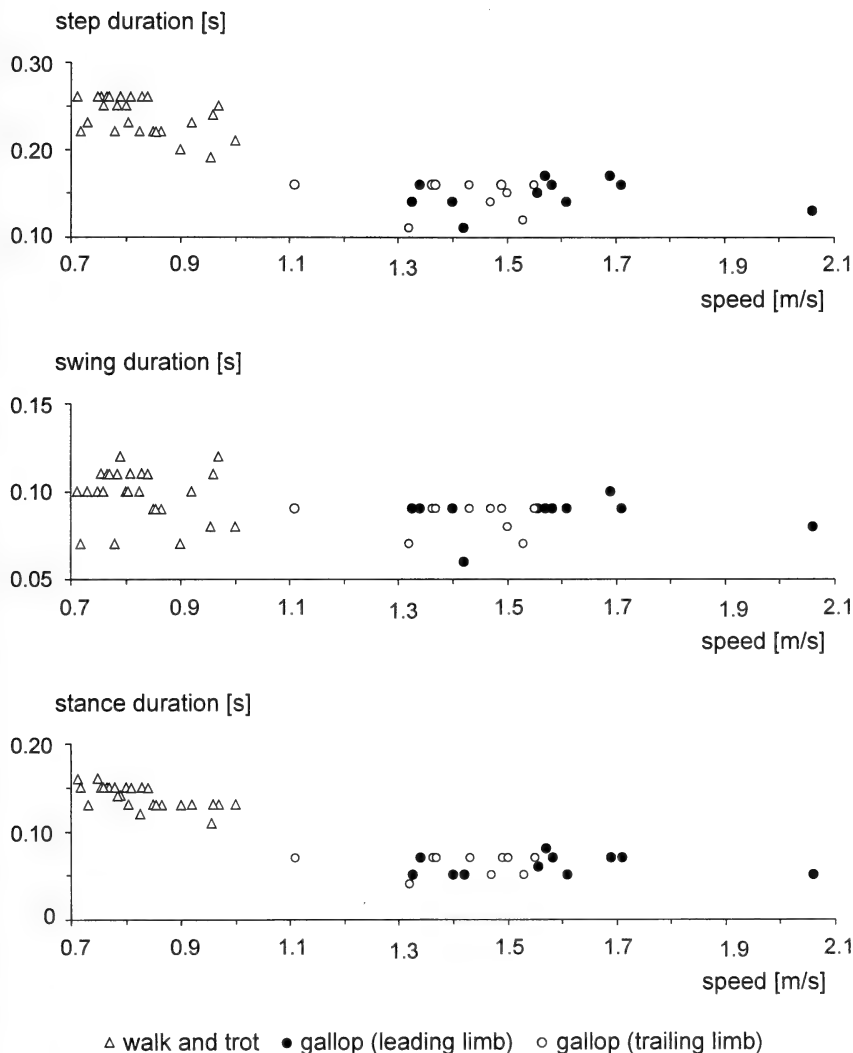 step duration [s]
0.30
0.20
0.10
0.7 0.9 1.1 1.3 1.5 1.7 1.9 2.1
speed [m/s]
swing duration [s]
0.15
0.10
0.05
0.7 0.9 1.1 1.3 1.5 1.7 1.9 2.1
speed [m/s]
stance duration [s]
0.20
0.10
0
0.7 0.9 1.1 1.3 1.5 1.7 1.9 2.1
speed [m/s]
△ walk and trot ● gallop (leading limb) ○ gallop (trailing limb)